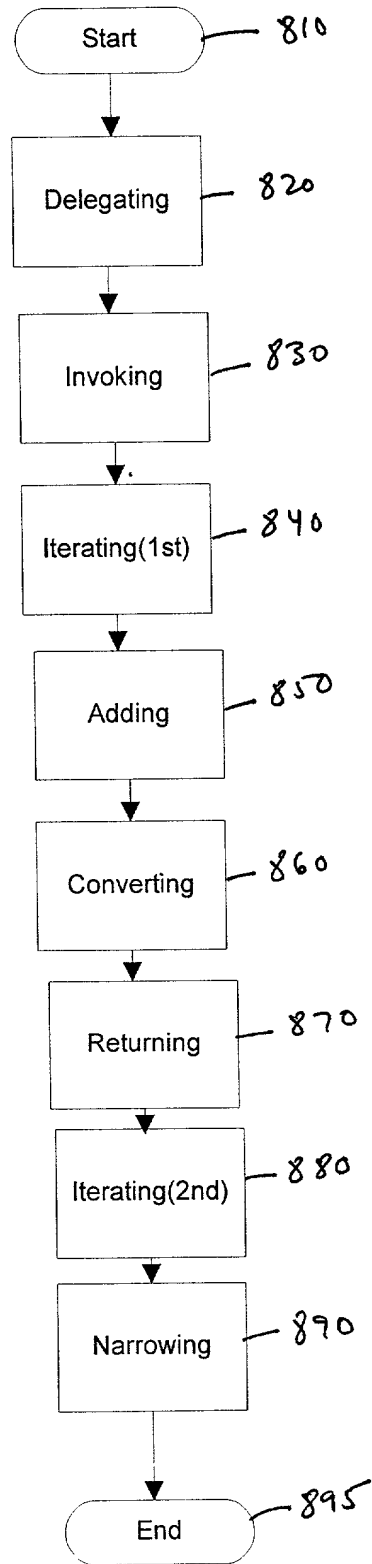 Start 810
Delegating 820
Invoking 830
Iterating(1st) 840
Adding 850
Converting 860
Returning 870
Iterating(2nd) 880
Narrowing 890
End 895